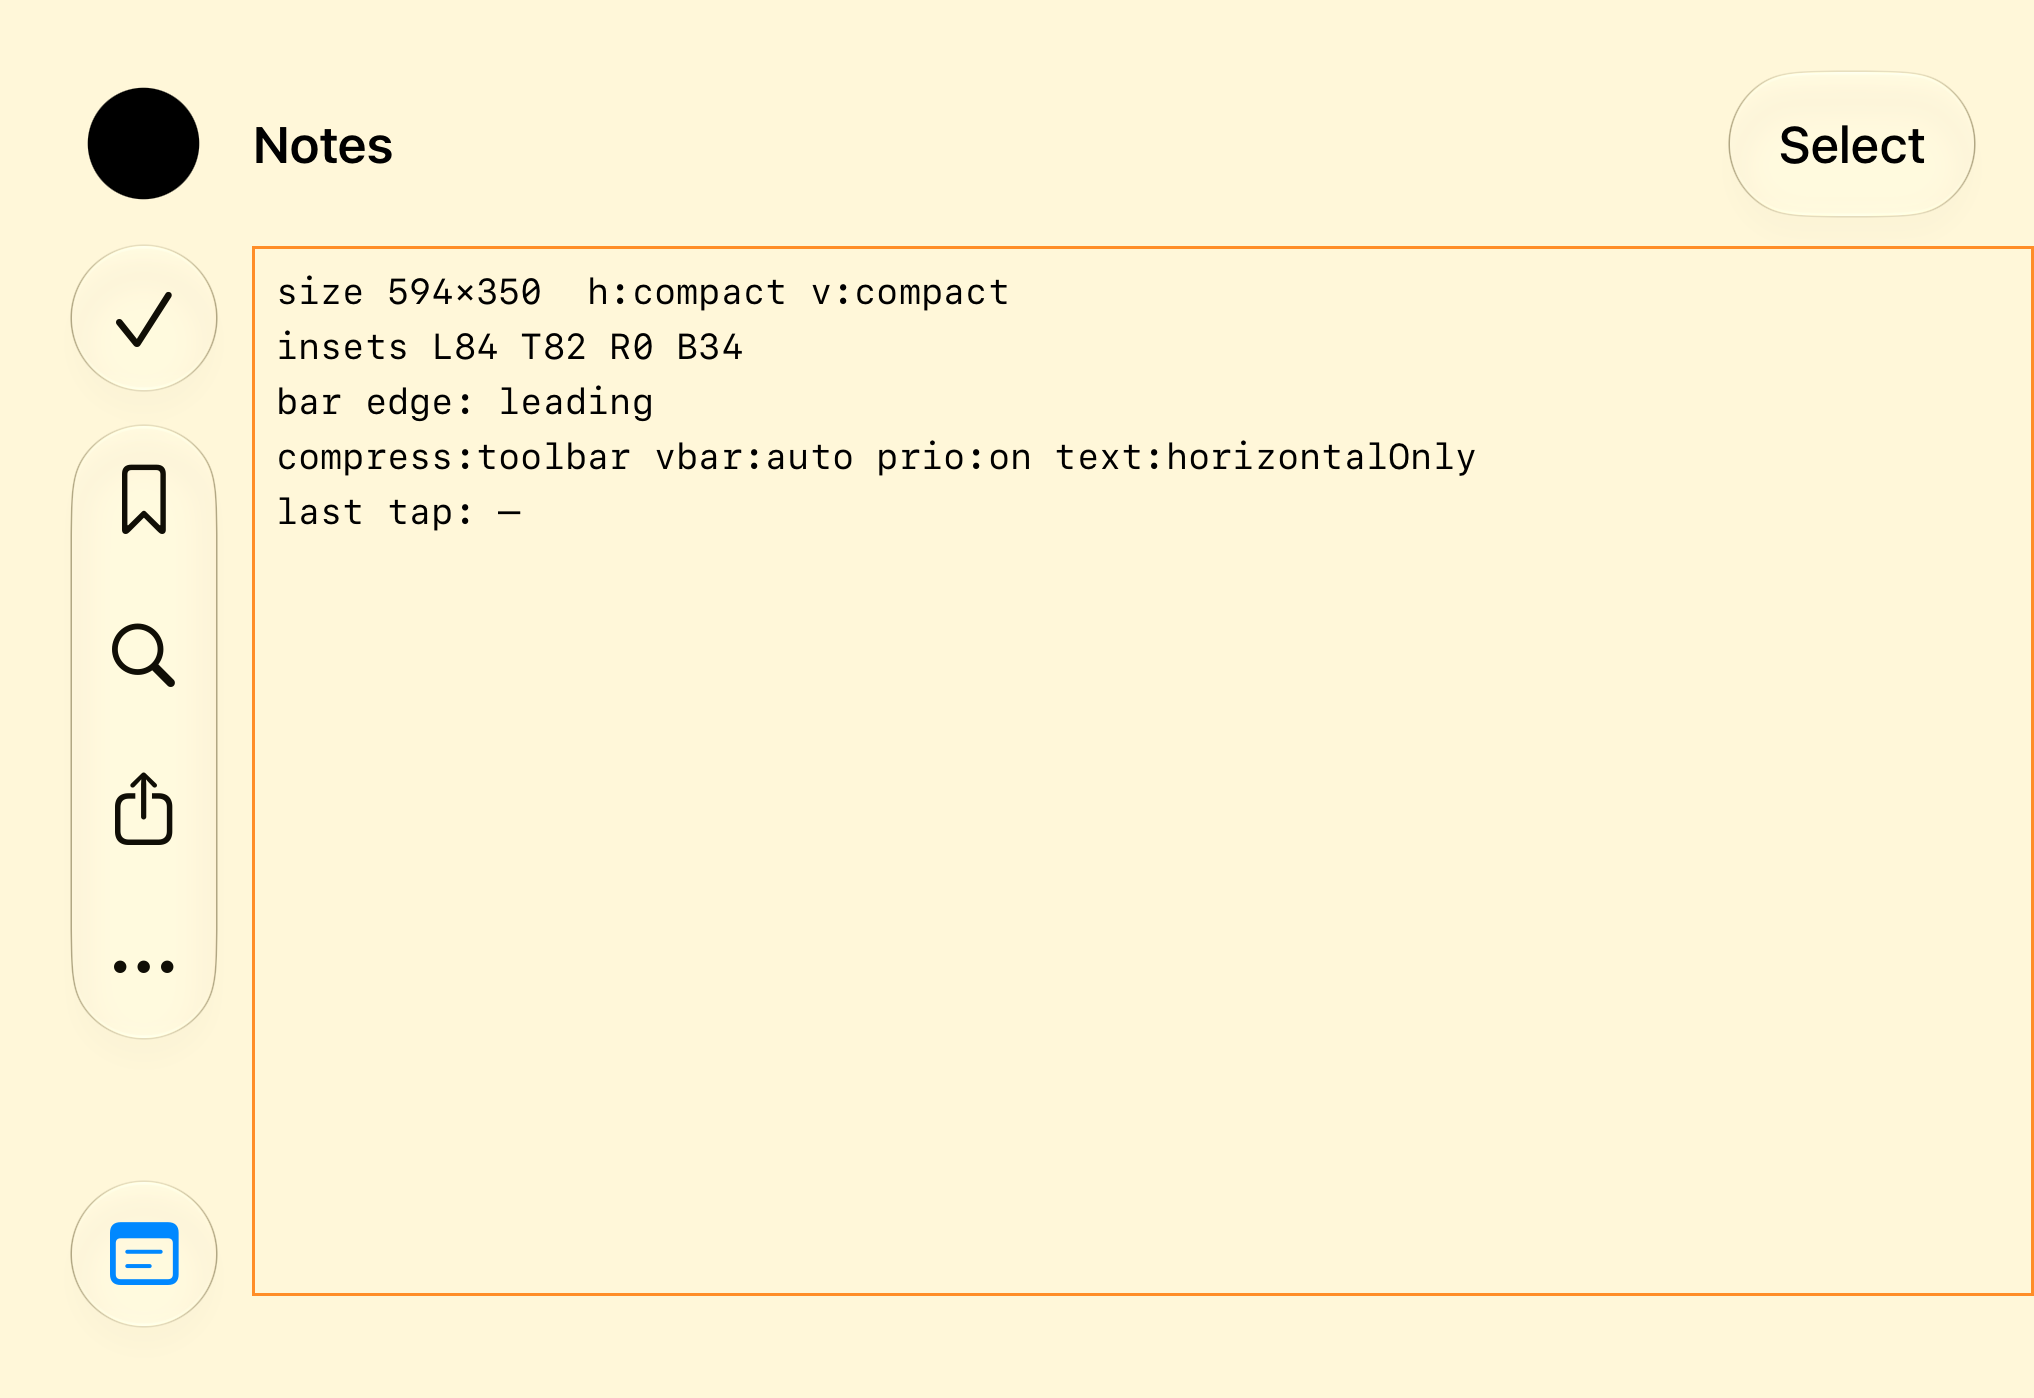 Notes
Select
size 594×350  h:compact v:compact
insets L84 T82 R0 B34
bar edge: leading
compress:toolbar vbar:auto prio:on text:horizontalOnly
last tap: —